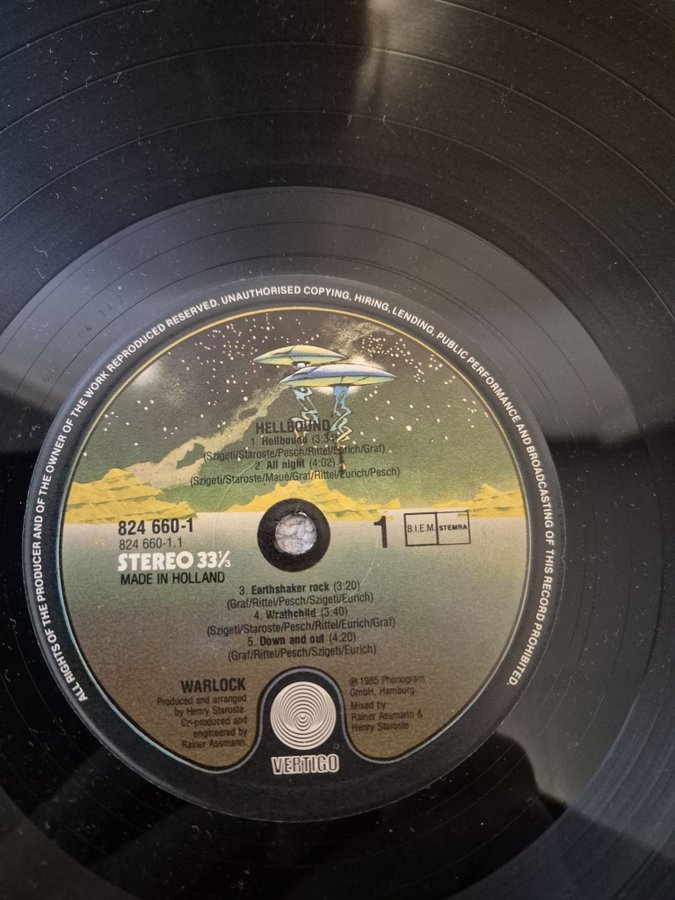 ALL RIGHTS OF THE PRODUCER AND OF THE OWNER OF THE WORK REPRODUCED RESERVED. UNAUTHORISED COPYING, HIRING, LENDING, PUBLIC PERFORMANCE AND BROADCASTING OF THIS RECORD PROHIBITED.
HELLBOUND
1. Hellbound (3:35)
(Szigeti/Staroste/Pesch/Rittel/Eurich/Graf)
2. All night (4:02)
(Szigeti/Staroste/Maue/Graf/Rittel/Eurich/Pesch)
824 660-1
824 660-1.1
STEREO 33⅓
MADE IN HOLLAND
1
B.I.E.M. STEMRA
3. Earthshaker rock (3:20)
(Graf/Rittel/Pesch/Szigeti/Eurich)
4. Wrathchild (3:40)
(Szigeti/Staroste/Pesch/Rittel/Eurich/Graf)
5. Down and out (4:20)
(Graf/Rittel/Pesch/Szigeti/Eurich)
WARLOCK
Produced and arranged
by Henry Staroste.
Co-produced and
engineered by
Rainer Assmann.
℗ 1985 Phonogram
GmbH, Hamburg
Mixed by
Rainer Assmann &
Henry Staroste
VERTIGO